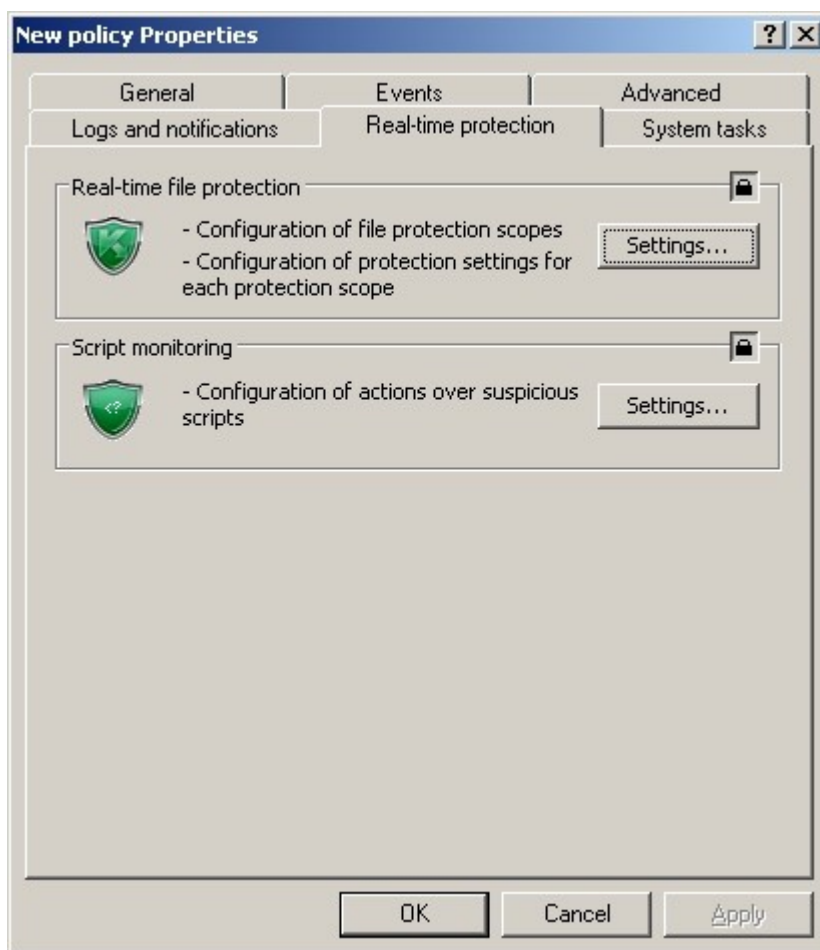 New policy Properties
General
Events
Advanced
Logs and notifications
Real-time protection
System tasks
Real-time file protection
- Configuration of file protection scopes
- Configuration of protection settings for
each protection scope
Settings...
Script monitoring
- Configuration of actions over suspicious
scripts
Settings...
OK
Cancel
Apply